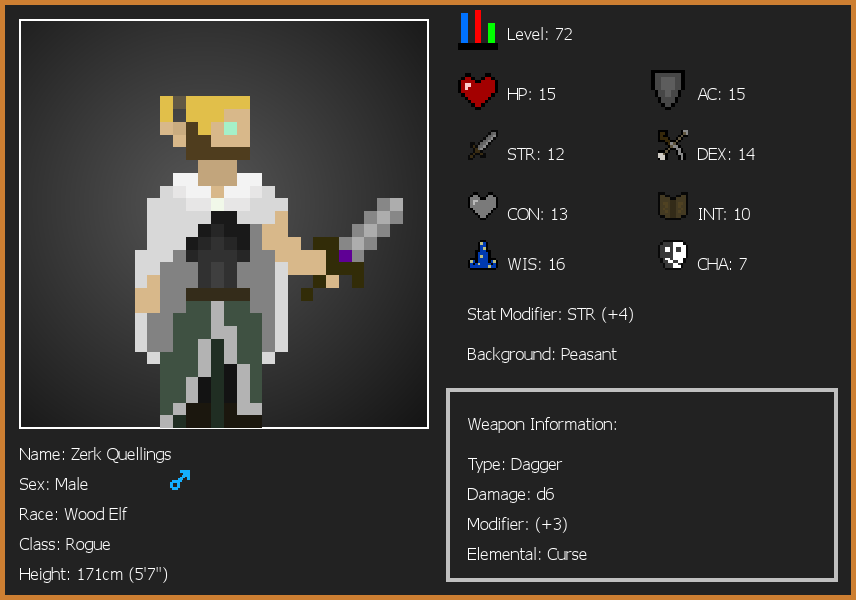 Level: 72
HP: 15
AC: 15
STR: 12
DEX: 14
CON: 13
INT: 10
WIS: 16
CHA: 7
Stat Modifier: STR (+4)
Background: Peasant
Weapon Information:
Type: Dagger
Damage: d6
Modifier: (+3)
Elemental: Curse
Name: Zerk Quellings
Sex: Male
Race: Wood Elf
Class: Rogue
Height: 171cm (5'7")